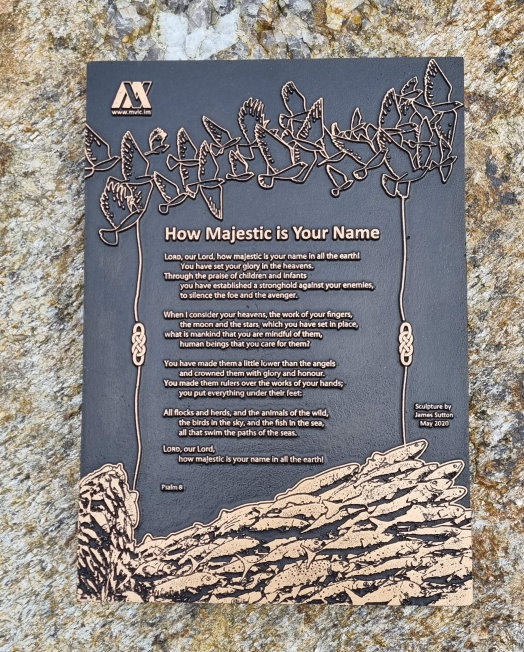 www.mvic.im
How Majestic is Your Name
LORD, our Lord, how majestic is your name in all the earth!
You have set your glory in the heavens.
Through the praise of children and infants
you have established a stronghold against your enemies,
to silence the foe and the avenger.
When I consider your heavens, the work of your fingers,
the moon and the stars, which you have set in place,
what is mankind that you are mindful of them,
human beings that you care for them?
You have made them a little lower than the angels
and crowned them with glory and honour.
You made them rulers over the works of your hands;
you put everything under their feet:
All flocks and herds, and the animals of the wild,
the birds in the sky, and the fish in the sea,
all that swim the paths of the seas.
LORD, our Lord,
how majestic is your name in all the earth!
Psalm 8
Sculpture by
James Sutton
May 2020